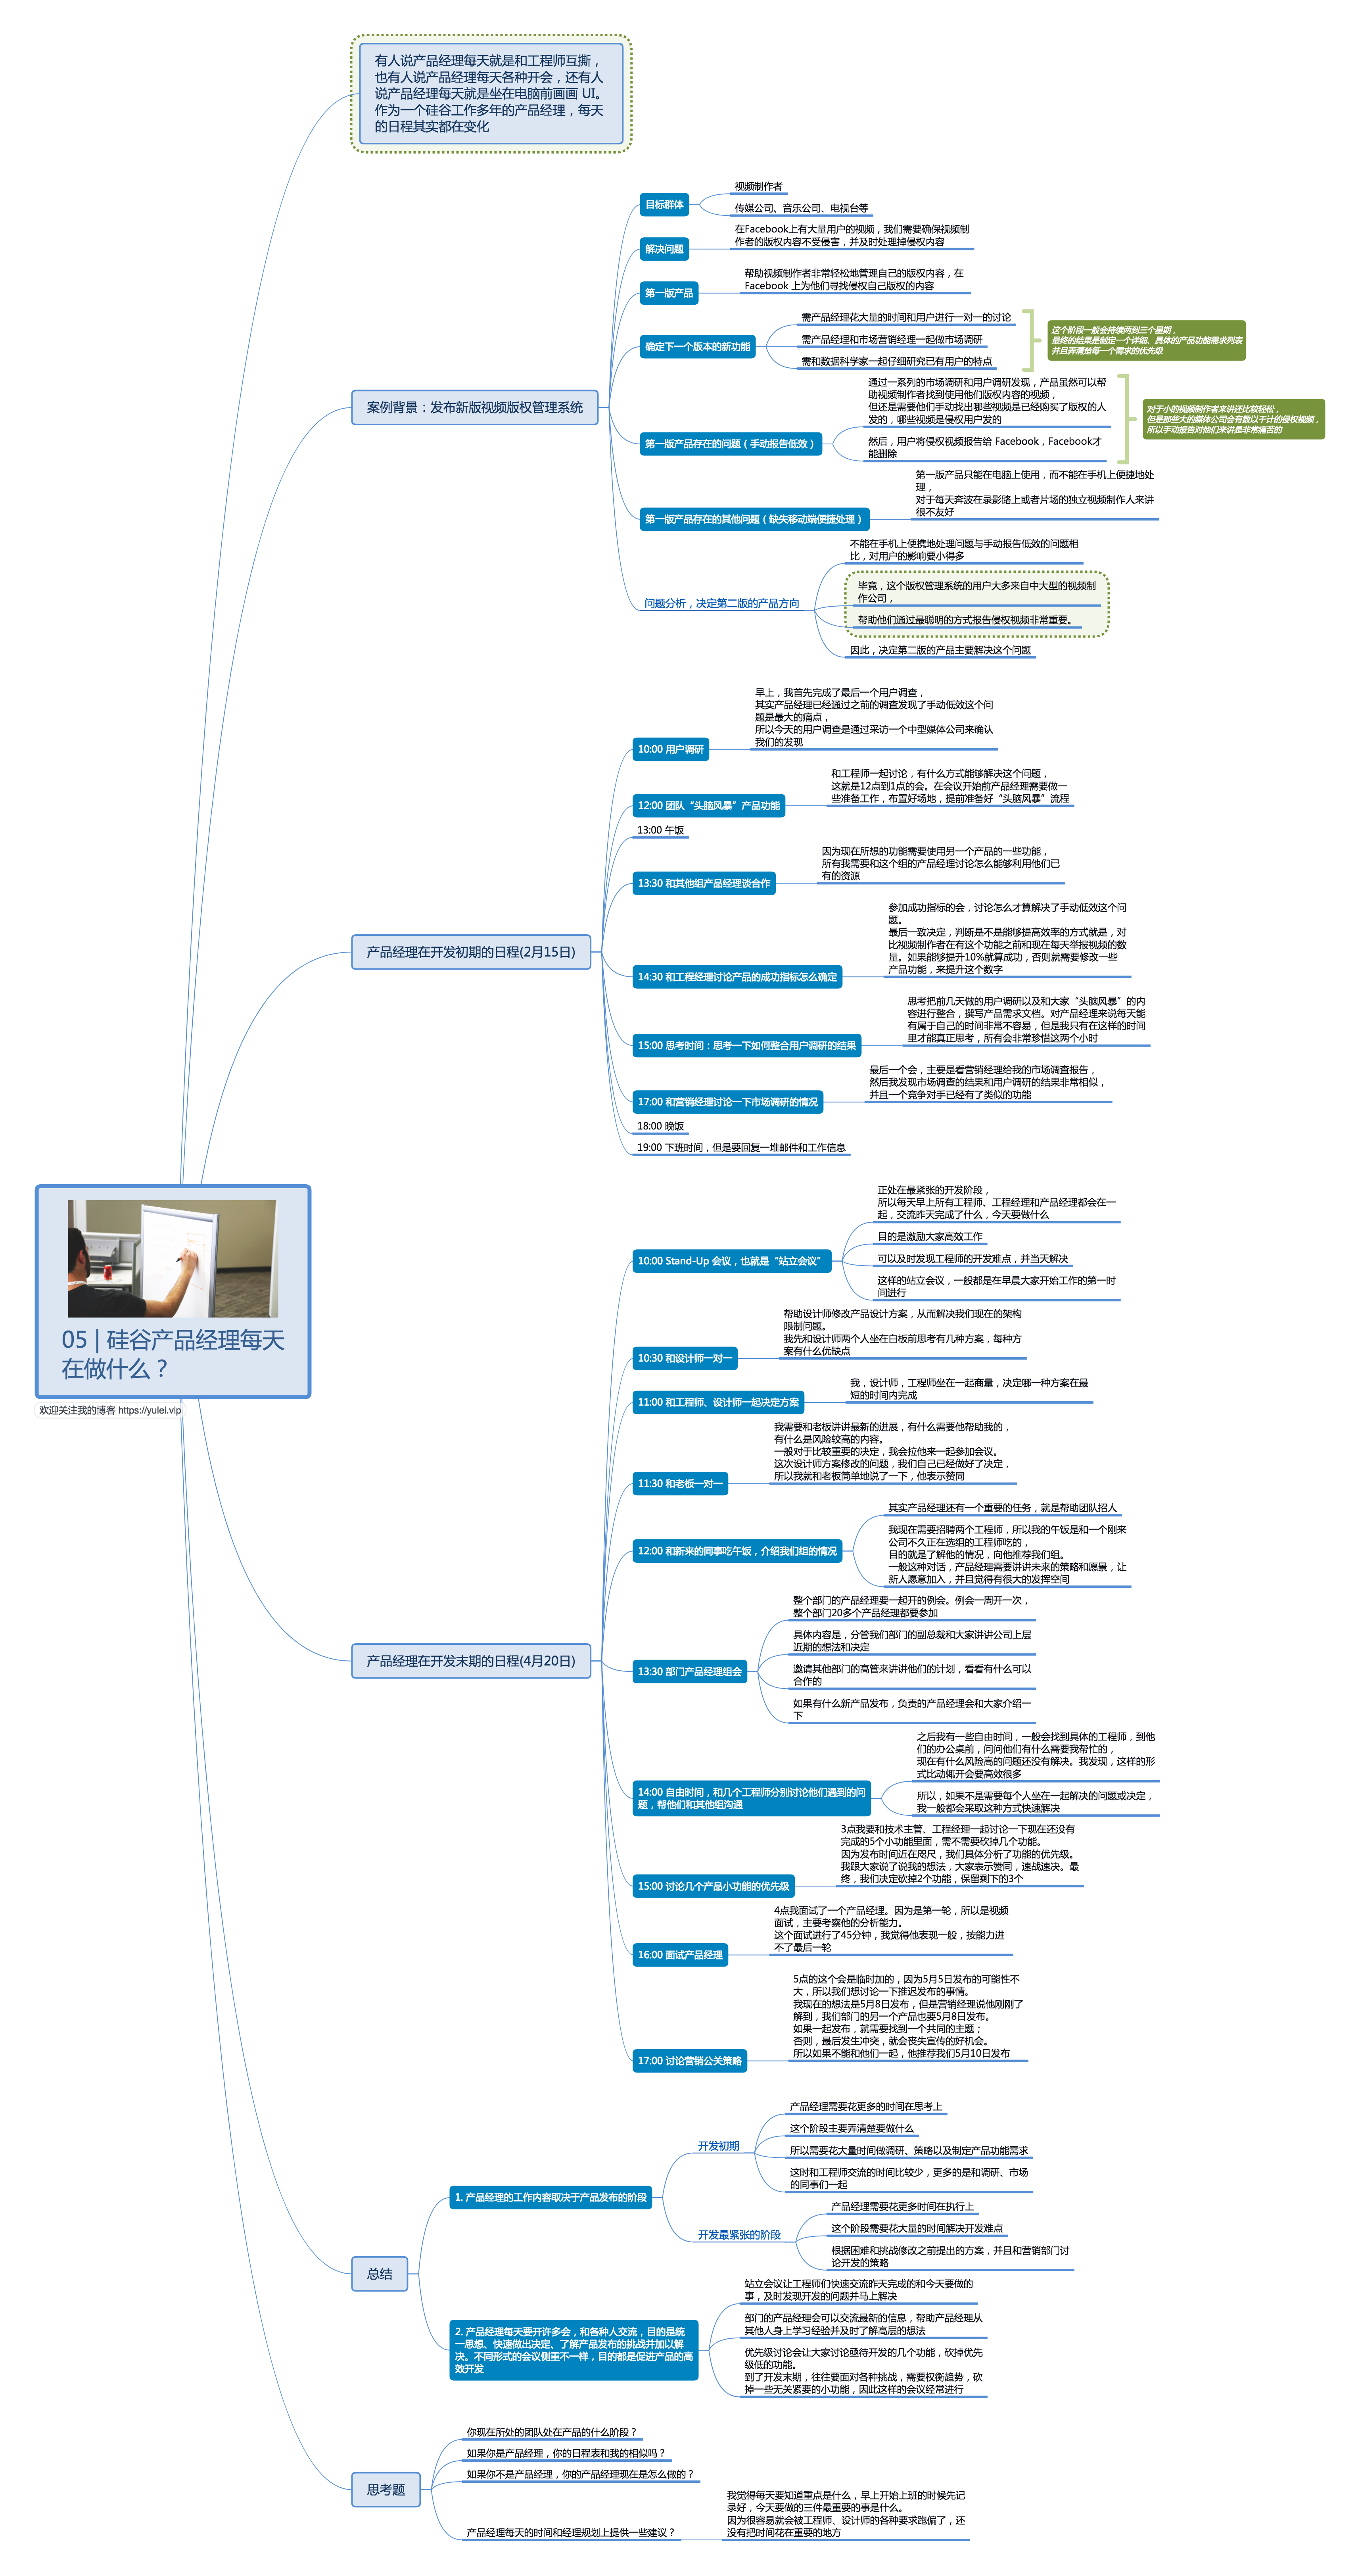 有人说产品经理每天就是和工程师互撕，
也有人说产品经理每天各种开会，还有人
说产品经理每天就是坐在电脑前画画 UI。
作为一个硅谷工作多年的产品经理，每天
的日程其实都在变化
案例背景：发布新版视频版权管理系统
目标群体
视频制作者
传媒公司、音乐公司、电视台等
解决问题
在Facebook上有大量用户的视频，我们需要确保视频制
作者的版权内容不受侵害，并及时处理掉侵权内容
第一版产品
帮助视频制作者非常轻松地管理自己的版权内容，在
Facebook 上为他们寻找侵权自己版权的内容
确定下一个版本的新功能
需产品经理花大量的时间和用户进行一对一的讨论
需产品经理和市场营销经理一起做市场调研
需和数据科学家一起仔细研究已有用户的特点
这个阶段一般会持续两到三个星期，
最终的结果是制定一个详细、具体的产品功能需求列表
并且弄清楚每一个需求的优先级
第一版产品存在的问题（手动报告低效）
通过一系列的市场调研和用户调研发现，产品虽然可以帮
助视频制作者找到使用他们版权内容的视频，
但还是需要他们手动找出哪些视频是已经购买了版权的人
发的，哪些视频是侵权用户发的
然后，用户将侵权视频报告给 Facebook，Facebook才
能删除
对于小的视频制作者来讲还比较轻松，
但是那些大的媒体公司会有数以千计的侵权视频，
所以手动报告对他们来讲是非常痛苦的
第一版产品存在的其他问题（缺失移动端便捷处理）
第一版产品只能在电脑上使用，而不能在手机上便捷地处
理，
对于每天奔波在录影路上或者片场的独立视频制作人来讲
很不友好
问题分析，决定第二版的产品方向
不能在手机上便携地处理问题与手动报告低效的问题相
比，对用户的影响要小得多
毕竟，这个版权管理系统的用户大多来自中大型的视频制
作公司，
帮助他们通过最聪明的方式报告侵权视频非常重要。
因此，决定第二版的产品主要解决这个问题
产品经理在开发初期的日程(2月15日)
10:00 用户调研
早上，我首先完成了最后一个用户调查，
其实产品经理已经通过之前的调查发现了手动低效这个问
题是最大的痛点，
所以今天的用户调查是通过采访一个中型媒体公司来确认
我们的发现
12:00 团队“头脑风暴”产品功能
和工程师一起讨论，有什么方式能够解决这个问题，
这就是12点到1点的会。在会议开始前产品经理需要做一
些准备工作，布置好场地，提前准备好“头脑风暴”流程
13:00 午饭
13:30 和其他组产品经理谈合作
因为现在所想的功能需要使用另一个产品的一些功能，
所有我需要和这个组的产品经理讨论怎么能够利用他们已
有的资源
14:30 和工程经理讨论产品的成功指标怎么确定
参加成功指标的会，讨论怎么才算解决了手动低效这个问
题。
最后一致决定，判断是不是能够提高效率的方式就是，对
比视频制作者在有这个功能之前和现在每天举报视频的数
量。如果能够提升10%就算成功，否则就需要修改一些
产品功能，来提升这个数字
15:00 思考时间：思考一下如何整合用户调研的结果
思考把前几天做的用户调研以及和大家“头脑风暴”的内
容进行整合，撰写产品需求文档。对产品经理来说每天能
有属于自己的时间非常不容易，但是我只有在这样的时间
里才能真正思考，所有会非常珍惜这两个小时
17:00 和营销经理讨论一下市场调研的情况
最后一个会，主要是看营销经理给我的市场调查报告，
然后我发现市场调查的结果和用户调研的结果非常相似，
并且一个竞争对手已经有了类似的功能
18:00 晚饭
19:00 下班时间，但是要回复一堆邮件和工作信息
05 | 硅谷产品经理每天
在做什么？
欢迎关注我的博客 https://yulei.vip
产品经理在开发末期的日程(4月20日)
10:00 Stand-Up 会议，也就是“站立会议”
正处在最紧张的开发阶段，
所以每天早上所有工程师、工程经理和产品经理都会在一
起，交流昨天完成了什么，今天要做什么
目的是激励大家高效工作
可以及时发现工程师的开发难点，并当天解决
这样的站立会议，一般都是在早晨大家开始工作的第一时
间进行
10:30 和设计师一对一
帮助设计师修改产品设计方案，从而解决我们现在的架构
限制问题。
我先和设计师两个人坐在白板前思考有几种方案，每种方
案有什么优缺点
11:00 和工程师、设计师一起决定方案
我，设计师，工程师坐在一起商量，决定哪一种方案在最
短的时间内完成
11:30 和老板一对一
我需要和老板讲讲最新的进展，有什么需要他帮助我的，
有什么是风险较高的内容。
一般对于比较重要的决定，我会拉他来一起参加会议。
这次设计师方案修改的问题，我们自己已经做好了决定，
所以我就和老板简单地说了一下，他表示赞同
12:00 和新来的同事吃午饭，介绍我们组的情况
其实产品经理还有一个重要的任务，就是帮助团队招人
我现在需要招聘两个工程师，所以我的午饭是和一个刚来
公司不久正在选组的工程师吃的，
目的就是了解他的情况，向他推荐我们组。
一般这种对话，产品经理需要讲讲未来的策略和愿景，让
新人愿意加入，并且觉得有很大的发挥空间
13:30 部门产品经理组会
整个部门的产品经理要一起开的例会。例会一周开一次，
整个部门20多个产品经理都要参加
具体内容是，分管我们部门的副总裁和大家讲讲公司上层
近期的想法和决定
邀请其他部门的高管来讲讲他们的计划，看看有什么可以
合作的
如果有什么新产品发布，负责的产品经理会和大家介绍一
下
14:00 自由时间，和几个工程师分别讨论他们遇到的问
题，帮他们和其他组沟通
之后我有一些自由时间，一般会找到具体的工程师，到他
们的办公桌前，问问他们有什么需要我帮忙的，
现在有什么风险高的问题还没有解决。我发现，这样的形
式比动辄开会要高效很多
所以，如果不是需要每个人坐在一起解决的问题或决定，
我一般都会采取这种方式快速解决
15:00 讨论几个产品小功能的优先级
3点我要和技术主管、工程经理一起讨论一下现在还没有
完成的5个小功能里面，需不需要砍掉几个功能。
因为发布时间近在咫尺，我们具体分析了功能的优先级。
我跟大家说了说我的想法，大家表示赞同，速战速决。最
终，我们决定砍掉2个功能，保留剩下的3个
16:00 面试产品经理
4点我面试了一个产品经理。因为是第一轮，所以是视频
面试，主要考察他的分析能力。
这个面试进行了45分钟，我觉得他表现一般，按能力进
不了最后一轮
17:00 讨论营销公关策略
5点的这个会是临时加的，因为5月5日发布的可能性不
大，所以我们想讨论一下推迟发布的事情。
我现在的想法是5月8日发布，但是营销经理说他刚刚了
解到，我们部门的另一个产品也要5月8日发布。
如果一起发布，就需要找到一个共同的主题；
否则，最后发生冲突，就会丧失宣传的好机会。
所以如果不能和他们一起，他推荐我们5月10日发布
总结
1. 产品经理的工作内容取决于产品发布的阶段
开发初期
产品经理需要花更多的时间在思考上
这个阶段主要弄清楚要做什么
所以需要花大量时间做调研、策略以及制定产品功能需求
这时和工程师交流的时间比较少，更多的是和调研、市场
的同事们一起
开发最紧张的阶段
产品经理需要花更多时间在执行上
这个阶段需要花大量的时间解决开发难点
根据困难和挑战修改之前提出的方案，并且和营销部门讨
论开发的策略
2. 产品经理每天要开许多会，和各种人交流，目的是统
一思想、快速做出决定、了解产品发布的挑战并加以解
决。不同形式的会议侧重不一样，目的都是促进产品的高
效开发
站立会议让工程师们快速交流昨天完成的和今天要做的
事，及时发现开发的问题并马上解决
部门的产品经理会可以交流最新的信息，帮助产品经理从
其他人身上学习经验并及时了解高层的想法
优先级讨论会让大家讨论亟待开发的几个功能，砍掉优先
级低的功能。
到了开发末期，往往要面对各种挑战，需要权衡趋势，砍
掉一些无关紧要的小功能，因此这样的会议经常进行
思考题
你现在所处的团队处在产品的什么阶段？
如果你是产品经理，你的日程表和我的相似吗？
如果你不是产品经理，你的产品经理现在是怎么做的？
产品经理每天的时间和经理规划上提供一些建议？
我觉得每天要知道重点是什么，早上开始上班的时候先记
录好，今天要做的三件最重要的事是什么。
因为很容易就会被工程师、设计师的各种要求跑偏了，还
没有把时间花在重要的地方